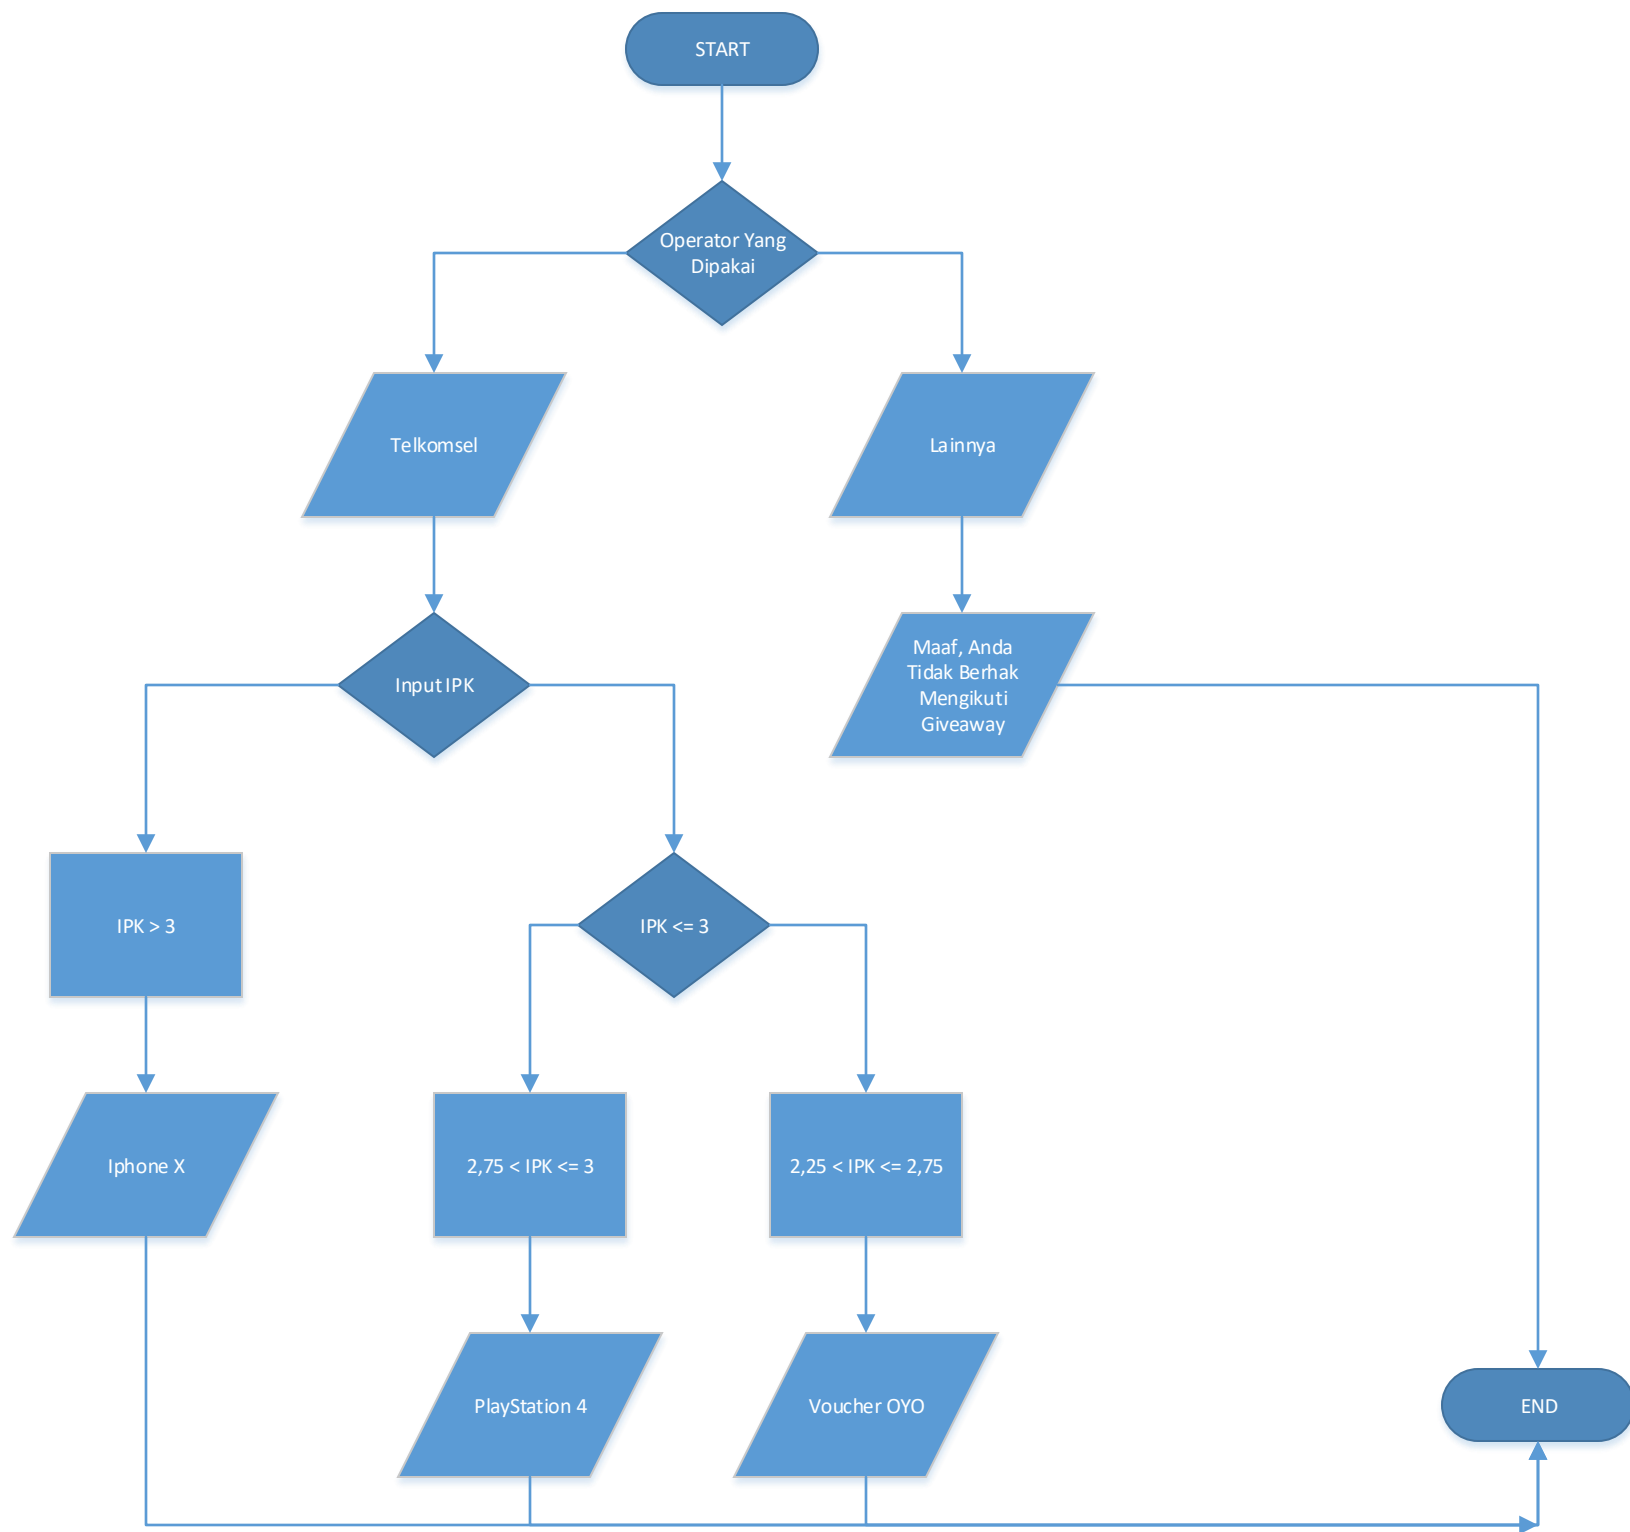 START
Operator Yang
Dipakai
Telkomsel
Lainnya
Input IPK
Maaf, Anda
Tidak Berhak
Mengikuti
Giveaway
IPK > 3
IPK <= 3
Iphone X
2,75 < IPK <= 3
2,25 < IPK <= 2,75
PlayStation 4
Voucher OYO
END